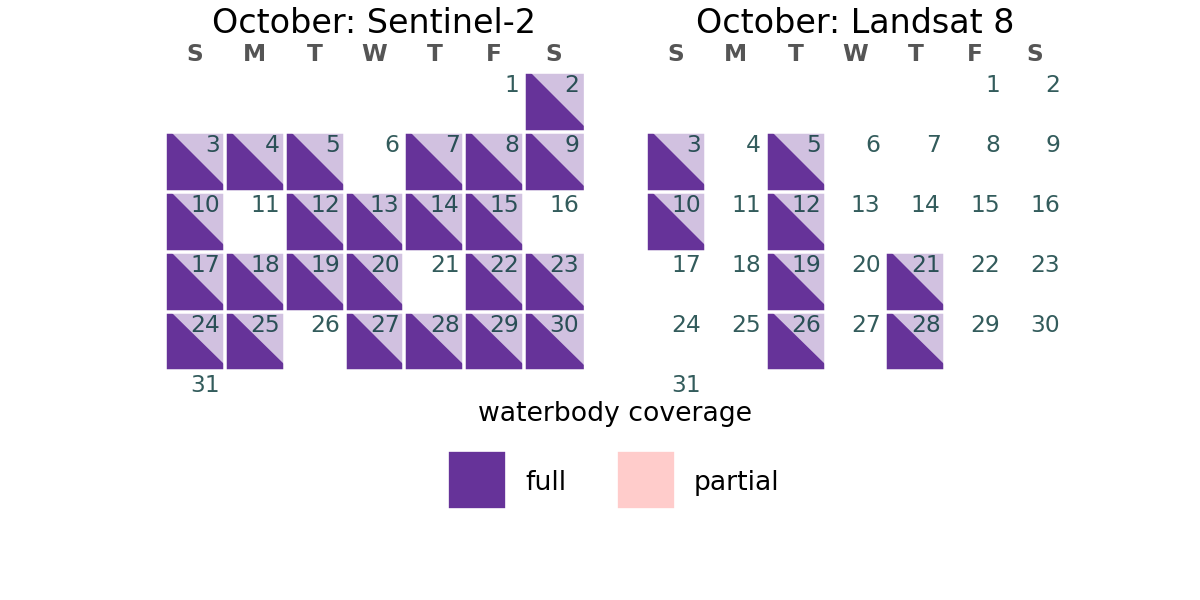 October: Sentinel-2
S M T W T F S
1 2
3 4 5 6 7 8 9
10 11 12 13 14 15 16
17 18 19 20 21 22 23
24 25 26 27 28 29 30
31
October: Landsat 8
S M T W T F S
1 2
3 4 5 6 7 8 9
10 11 12 13 14 15 16
17 18 19 20 21 22 23
24 25 26 27 28 29 30
31
waterbody coverage
full partial